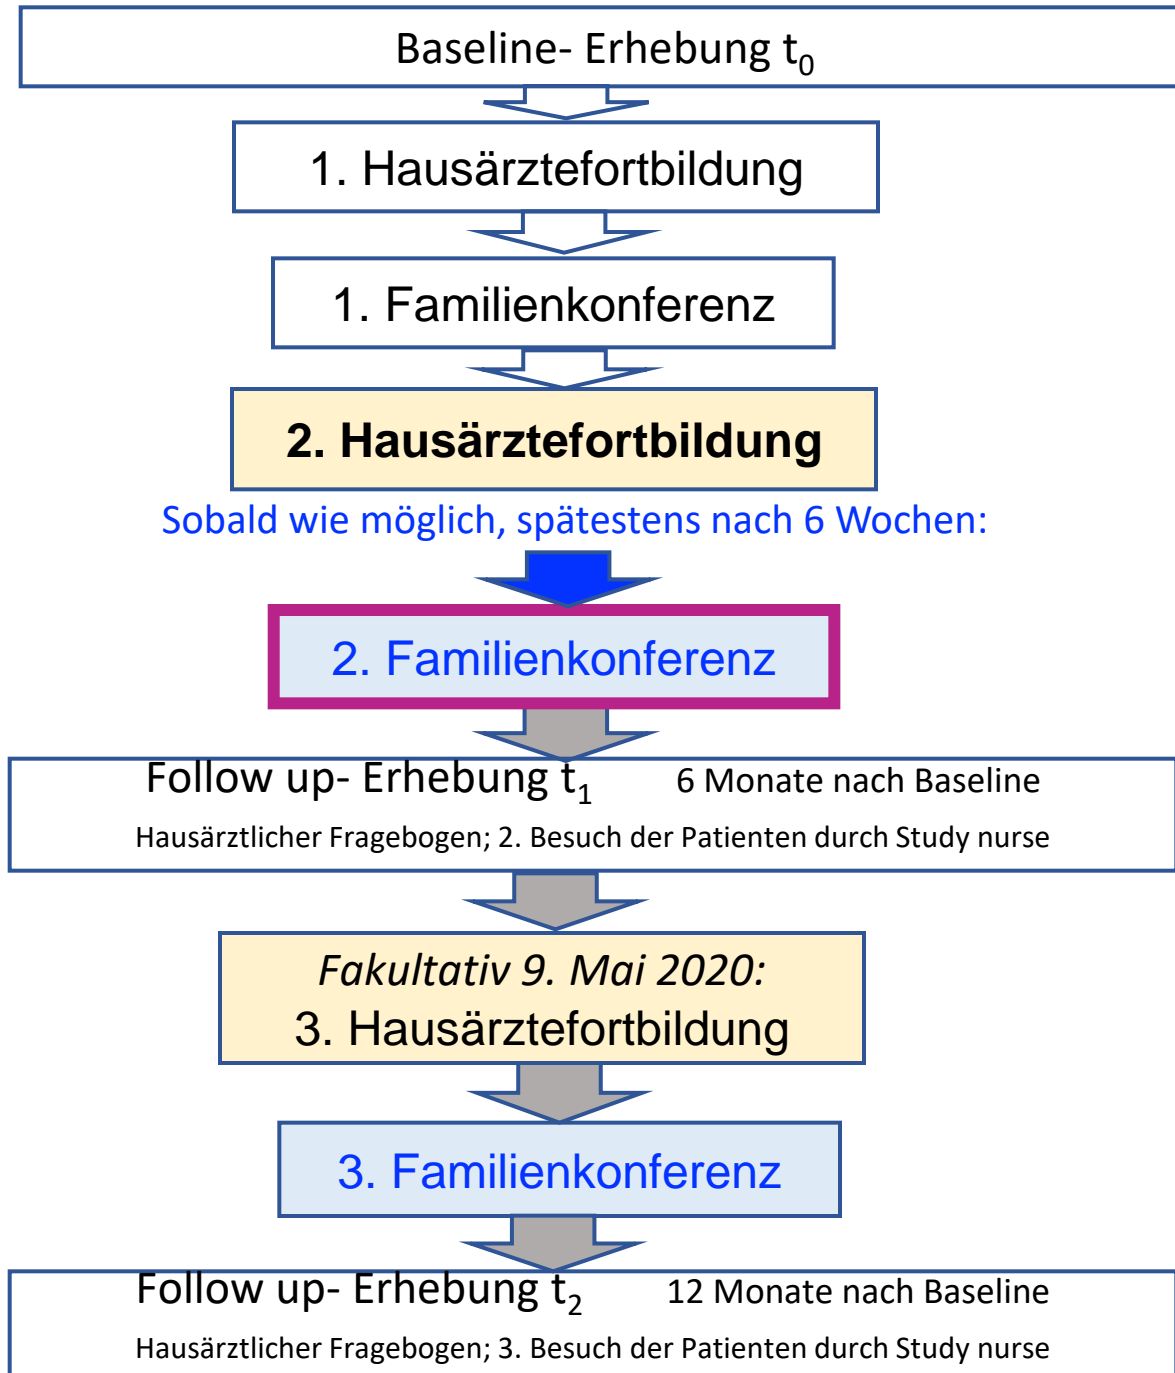 Baseline- Erhebung t₀
1. Hausärztefortbildung
1. Familienkonferenz
2. Hausärztefortbildung
Sobald wie möglich, spätestens nach 6 Wochen:
2. Familienkonferenz
Follow up- Erhebung t₁ 6 Monate nach Baseline
Hausärztlicher Fragebogen; 2. Besuch der Patienten durch Study nurse
Fakultativ 9. Mai 2020:
3. Hausärztefortbildung
3. Familienkonferenz
Follow up- Erhebung t₂ 12 Monate nach Baseline
Hausärztlicher Fragebogen; 3. Besuch der Patienten durch Study nurse